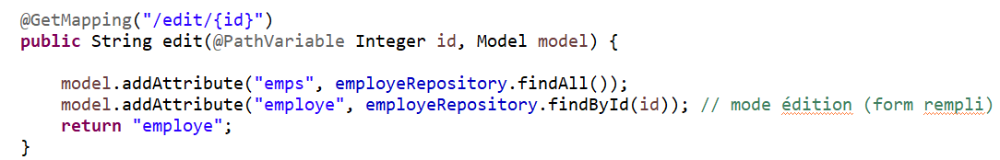 @GetMapping("/edit/{id}")
public String edit(@PathVariable Integer id, Model model) {
model.addAttribute("emps", employeRepository.findAll());
model.addAttribute("employe", employeRepository.findById(id)); // mode édition (form rempli)
return "employe";
}